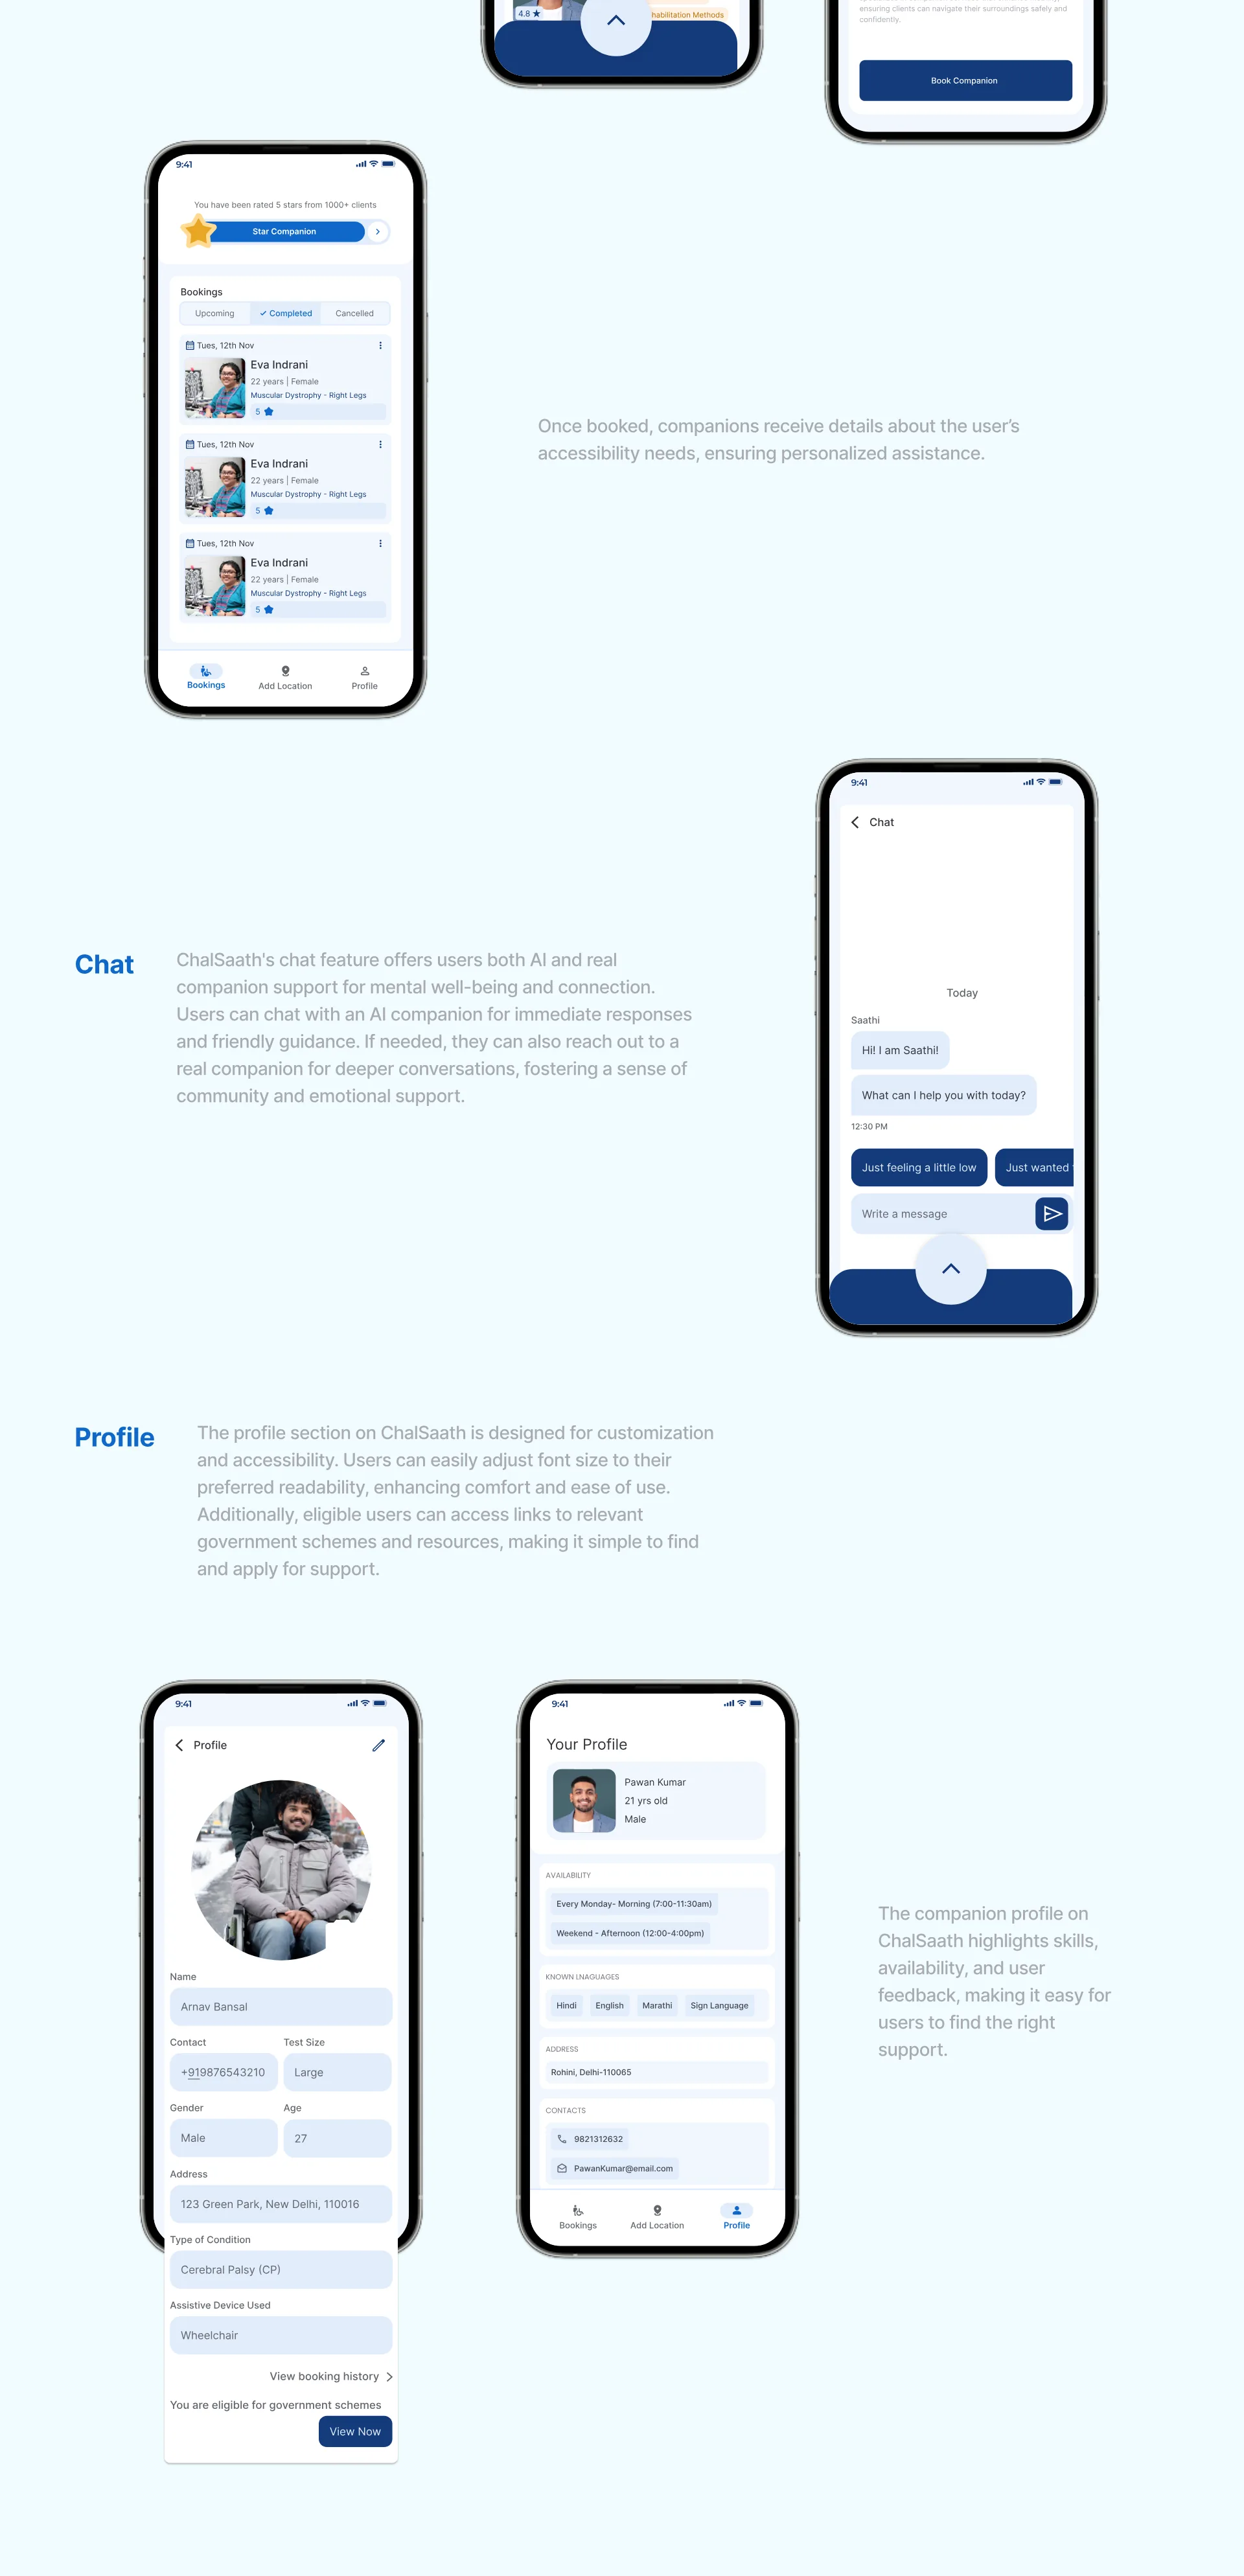 4.8
habilitation Methods
ensuring clients can navigate their surroundings safely and
confidently.
Book Companion
9:41
You have been rated 5 stars from 1000+ clients
Star Companion
Bookings
Upcoming
Completed
Cancelled
Tues, 12th Nov
Eva Indrani
22 years | Female
Muscular Dystrophy - Right Legs
5
Tues, 12th Nov
Eva Indrani
22 years | Female
Muscular Dystrophy - Right Legs
5
Tues, 12th Nov
Eva Indrani
22 years | Female
Muscular Dystrophy - Right Legs
5
Bookings
Add Location
Profile
Once booked, companions receive details about the user's
accessibility needs, ensuring personalized assistance.
Chat
ChalSaath's chat feature offers users both AI and real
companion support for mental well-being and connection.
Users can chat with an AI companion for immediate responses
and friendly guidance. If needed, they can also reach out to a
real companion for deeper conversations, fostering a sense of
community and emotional support.
9:41
Chat
Today
Saathi
Hi! I am Saathi!
What can I help you with today?
12:30 PM
Just feeling a little low
Just wanted
Write a message
Profile
The profile section on ChalSaath is designed for customization
and accessibility. Users can easily adjust font size to their
preferred readability, enhancing comfort and ease of use.
Additionally, eligible users can access links to relevant
government schemes and resources, making it simple to find
and apply for support.
9:41
Profile
Name
Arnav Bansal
Contact
Test Size
+919876543210
Large
Gender
Age
Male
27
Address
123 Green Park, New Delhi, 110016
Type of Condition
Cerebral Palsy (CP)
Assistive Device Used
Wheelchair
View booking history
You are eligible for government schemes
View Now
9:41
Your Profile
Pawan Kumar
21 yrs old
Male
AVAILABILITY
Every Monday- Morning (7:00-11:30am)
Weekend - Afternoon (12:00-4:00pm)
KNOWN LNAGUAGES
Hindi
English
Marathi
Sign Language
ADDRESS
Rohini, Delhi-110065
CONTACTS
9821312632
PawanKumar@email.com
Bookings
Add Location
Profile
The companion profile on
ChalSaath highlights skills,
availability, and user
feedback, making it easy for
users to find the right
support.